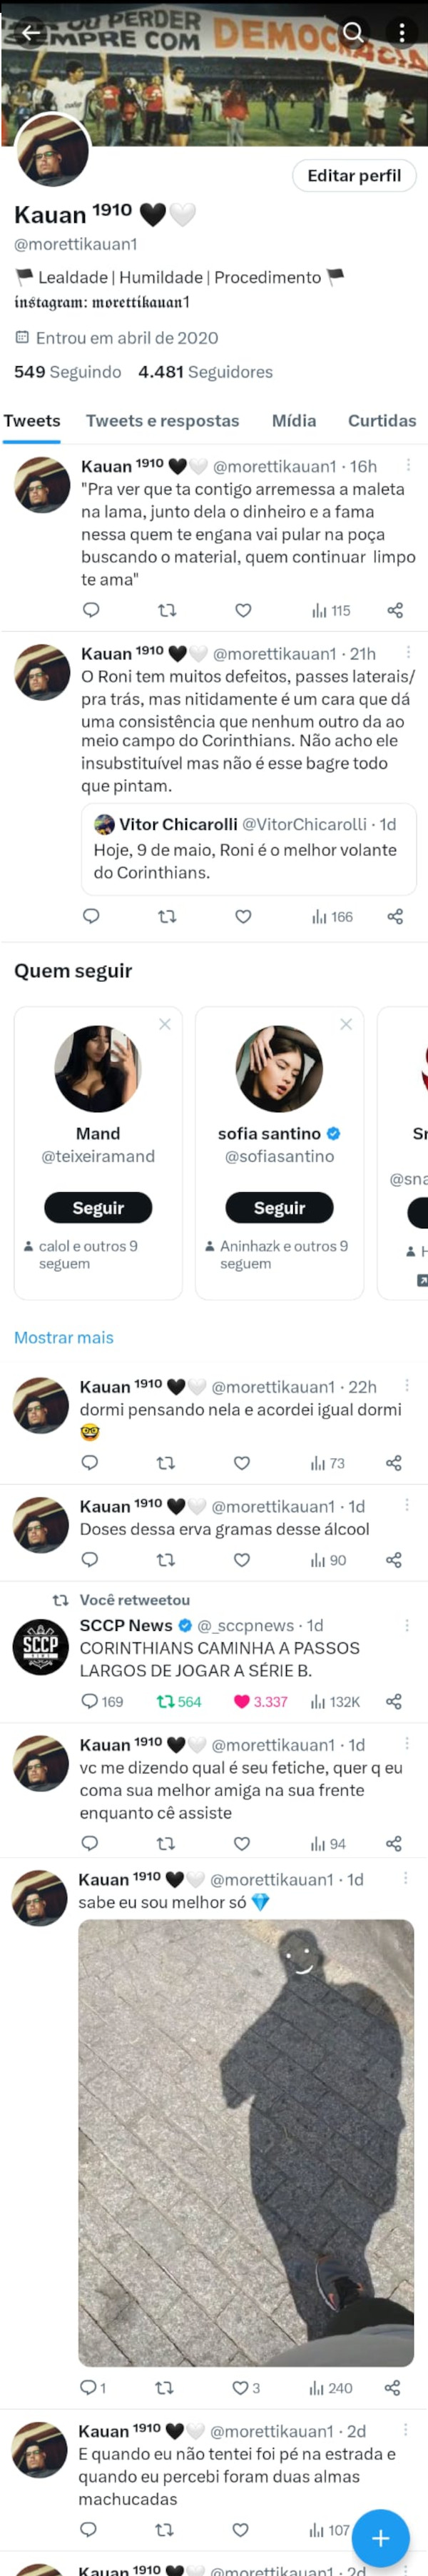 OU PERDER
MPRE COM DEMOCRACIA
Editar perfil
Kauan ¹⁹¹⁰ 🖤🤍
@morettikauan1
🏴 Lealdade | Humildade | Procedimento 🏴
𝖎𝖓𝖘𝖙𝖆𝖌𝖗𝖆𝖒: 𝖒𝖔𝖗𝖊𝖙𝖙𝖎𝖐𝖆𝖚𝖆𝖓1
Entrou em abril de 2020
549 Seguindo 4.481 Seguidores
Tweets Tweets e respostas Mídia Curtidas
Kauan ¹⁹¹⁰ 🖤🤍 @morettikauan1 · 16h
"Pra ver que ta contigo arremessa a maleta
na lama, junto dela o dinheiro e a fama
nessa quem te engana vai pular na poça
buscando o material, quem continuar limpo
te ama"
115
Kauan ¹⁹¹⁰ 🖤🤍 @morettikauan1 · 21h
O Roni tem muitos defeitos, passes laterais/
pra trás, mas nitidamente é um cara que dá
uma consistência que nenhum outro da ao
meio campo do Corinthians. Não acho ele
insubstituível mas não é esse bagre todo
que pintam.
Vitor Chicarolli @VitorChicarolli · 1d
Hoje, 9 de maio, Roni é o melhor volante
do Corinthians.
166
Quem seguir
Mand
@teixeiramand
Seguir
calol e outros 9
seguem
sofia santino
@sofiasantino
Seguir
Aninhazk e outros 9
seguem
Sr
@sna
H
Mostrar mais
Kauan ¹⁹¹⁰ 🖤🤍 @morettikauan1 · 22h
dormi pensando nela e acordei igual dormi
🤓
73
Kauan ¹⁹¹⁰ 🖤🤍 @morettikauan1 · 1d
Doses dessa erva gramas desse álcool
90
Você retweetou
SCCP
NEWS
SCCP News @_sccpnews · 1d
CORINTHIANS CAMINHA A PASSOS
LARGOS DE JOGAR A SÉRIE B.
169 564 3.337 132K
Kauan ¹⁹¹⁰ 🖤🤍 @morettikauan1 · 1d
vc me dizendo qual é seu fetiche, quer q eu
coma sua melhor amiga na sua frente
enquanto cê assiste
94
Kauan ¹⁹¹⁰ 🖤🤍 @morettikauan1 · 1d
sabe eu sou melhor só 💎
1 3 240
Kauan ¹⁹¹⁰ 🖤🤍 @morettikauan1 · 2d
E quando eu não tentei foi pé na estrada e
quando eu percebi foram duas almas
machucadas
107
Kauan ¹⁹¹⁰ 🖤🤍 @morettikauan1 · 2d